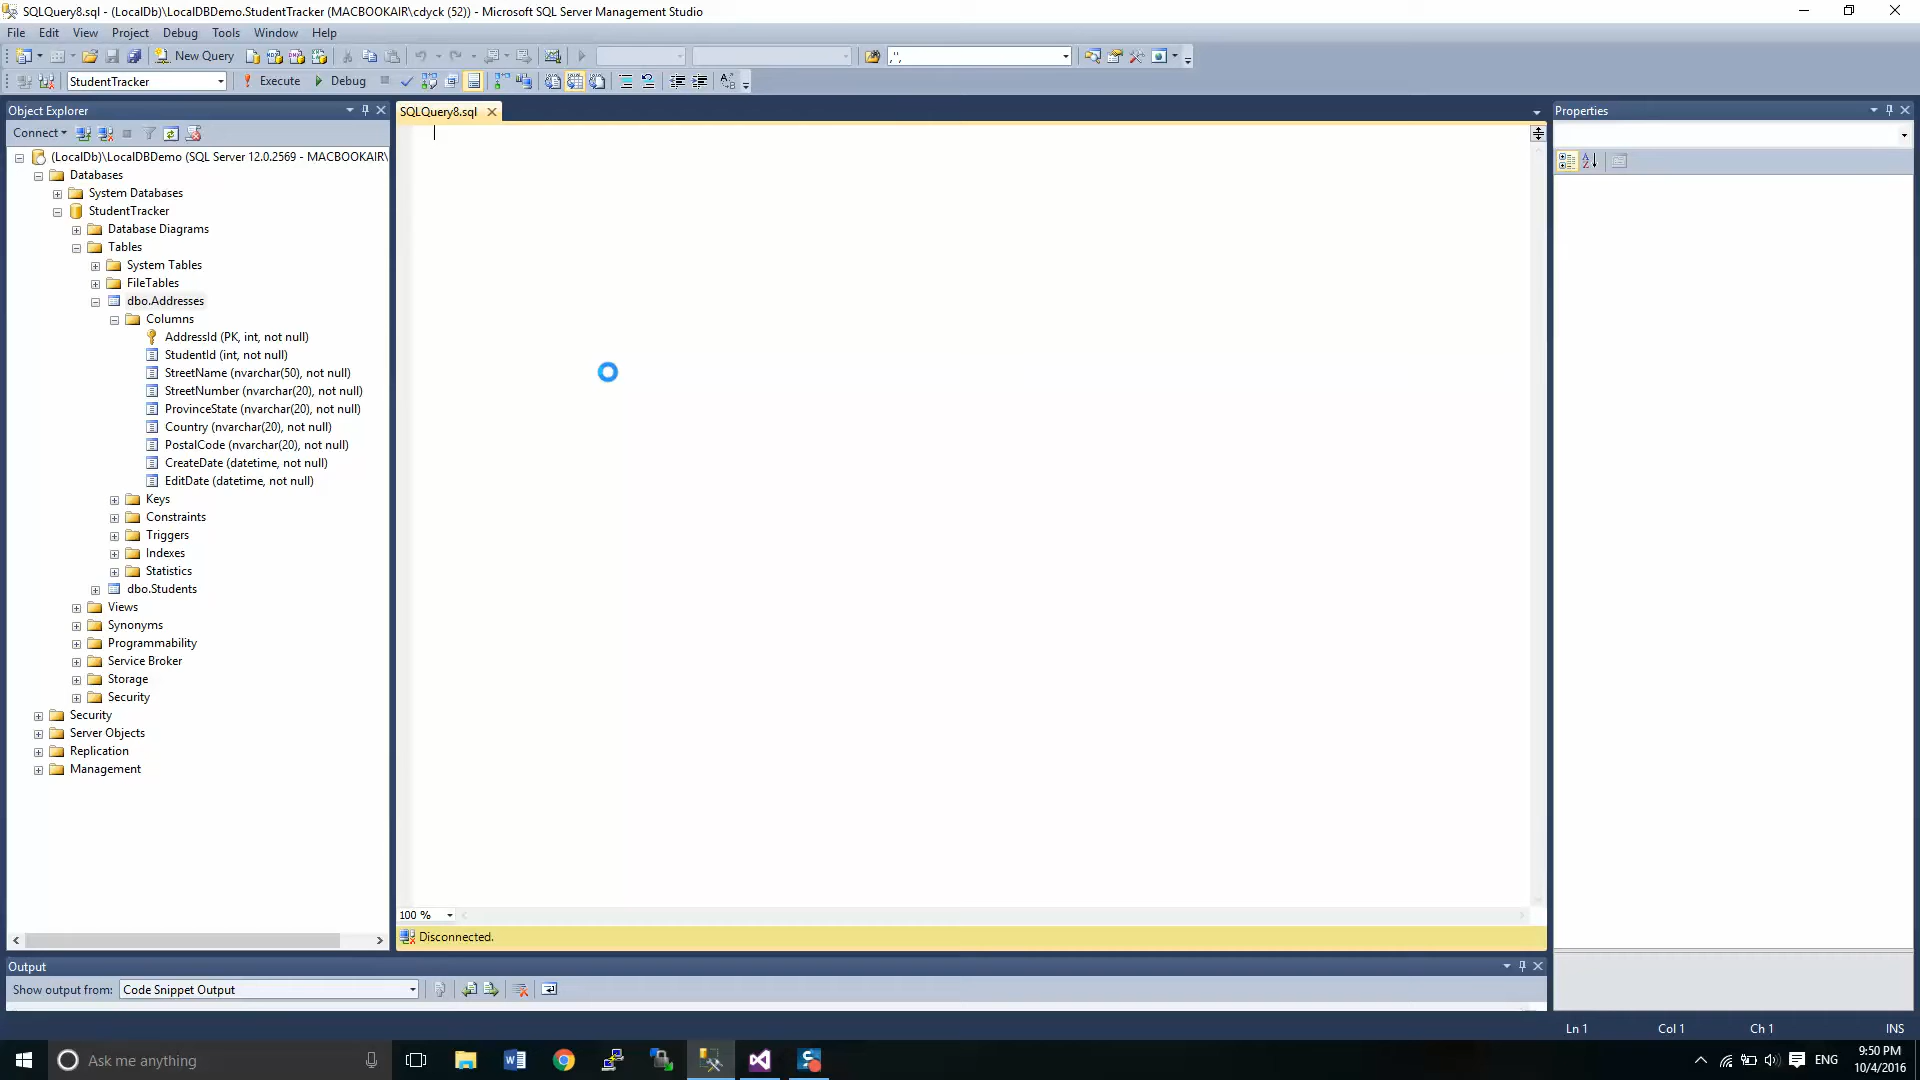 SQLQuery8.sql - (LocalDb)\LocalDBDemo.StudentTracker (MACBOOKAIR\cdyck (52)) - Microsoft SQL Server Management Studio
File Edit View Project Debug Tools Window Help
New Query , ;
StudentTracker Execute Debug
Object Explorer
SQLQuery8.sql
Properties
Connect
(LocalDb)\LocalDBDemo (SQL Server 12.0.2569 - MACBOOKAIR\
Databases
System Databases
StudentTracker
Database Diagrams
Tables
System Tables
FileTables
dbo.Addresses
Columns
AddressId (PK, int, not null)
StudentId (int, not null)
StreetName (nvarchar(50), not null)
StreetNumber (nvarchar(20), not null)
ProvinceState (nvarchar(20), not null)
Country (nvarchar(20), not null)
PostalCode (nvarchar(20), not null)
CreateDate (datetime, not null)
EditDate (datetime, not null)
Keys
Constraints
Triggers
Indexes
Statistics
dbo.Students
Views
Synonyms
Programmability
Service Broker
Storage
Security
Security
Server Objects
Replication
Management
100 %
Disconnected.
Output
Show output from: Code Snippet Output
Ln 1 Col 1 Ch 1 INS
Ask me anything
ENG
9:50 PM
10/4/2016